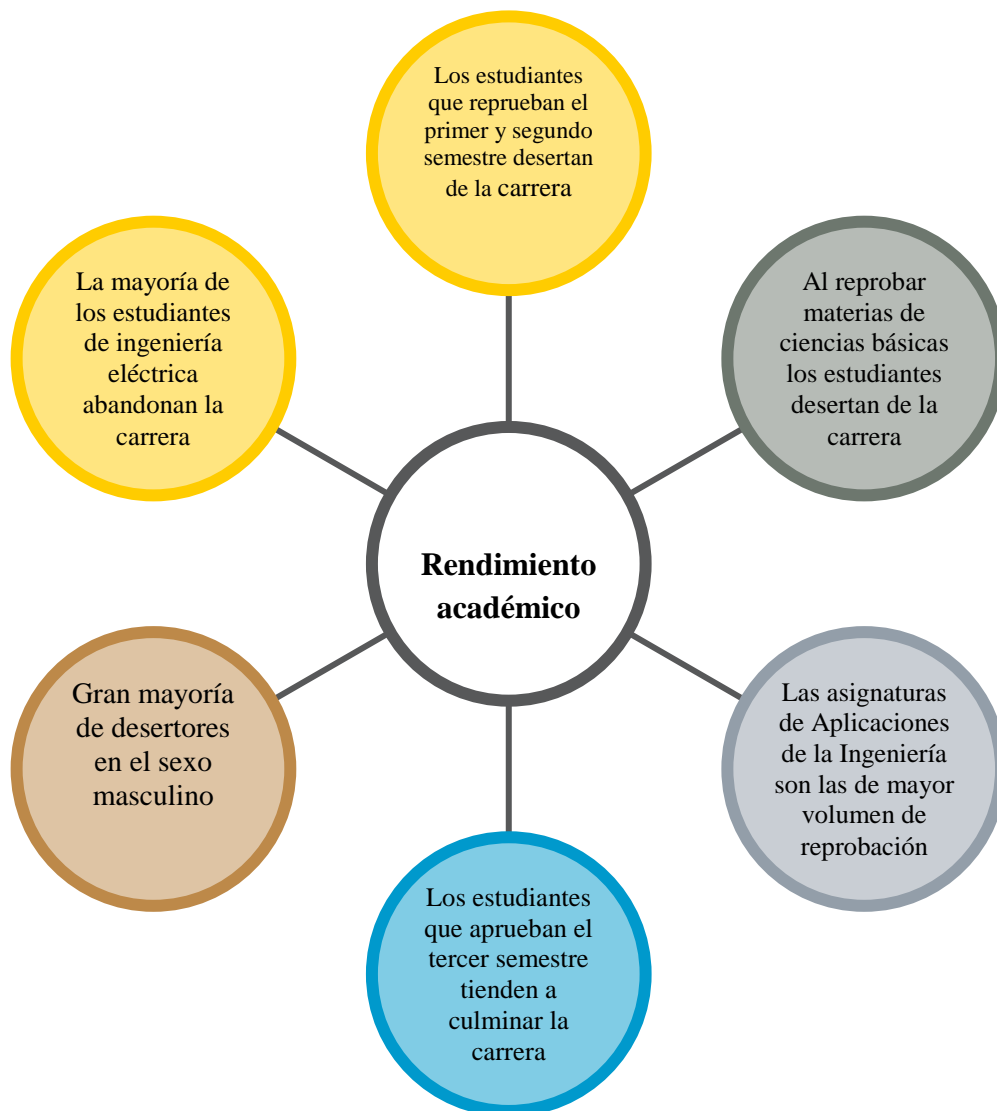 Los estudiantes
que reprueban el
primer y segundo
semestre desertan
de la carrera
La mayoría de
los estudiantes
de ingeniería
eléctrica
abandonan la
carrera
Al reprobar
materias de
ciencias básicas
los estudiantes
desertan de la
carrera
Rendimiento
académico
Gran mayoría
de desertores
en el sexo
masculino
Las asignaturas
de Aplicaciones
de la Ingeniería
son las de mayor
volumen de
reprobación
Los estudiantes
que aprueban el
tercer semestre
tienden a
culminar la
carrera